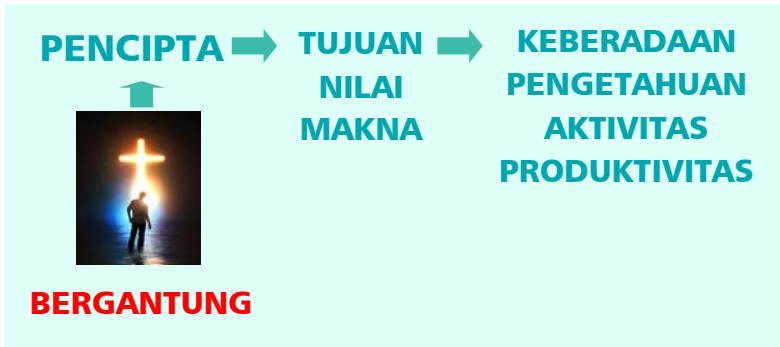 PENCIPTA
TUJUAN
NILAI
MAKNA
KEBERADAAN
PENGETAHUAN
AKTIVITAS
PRODUKTIVITAS
BERGANTUNG